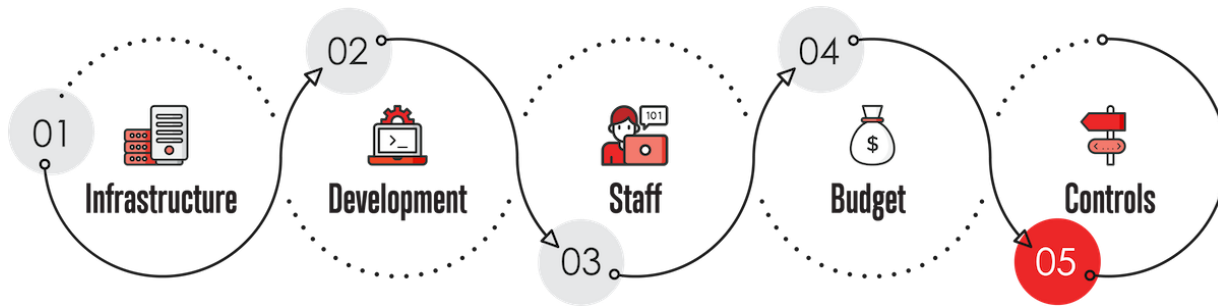 01
Infrastructure
02
Development
>_
03
Staff
101
04
Budget
$
05
Controls
<...>